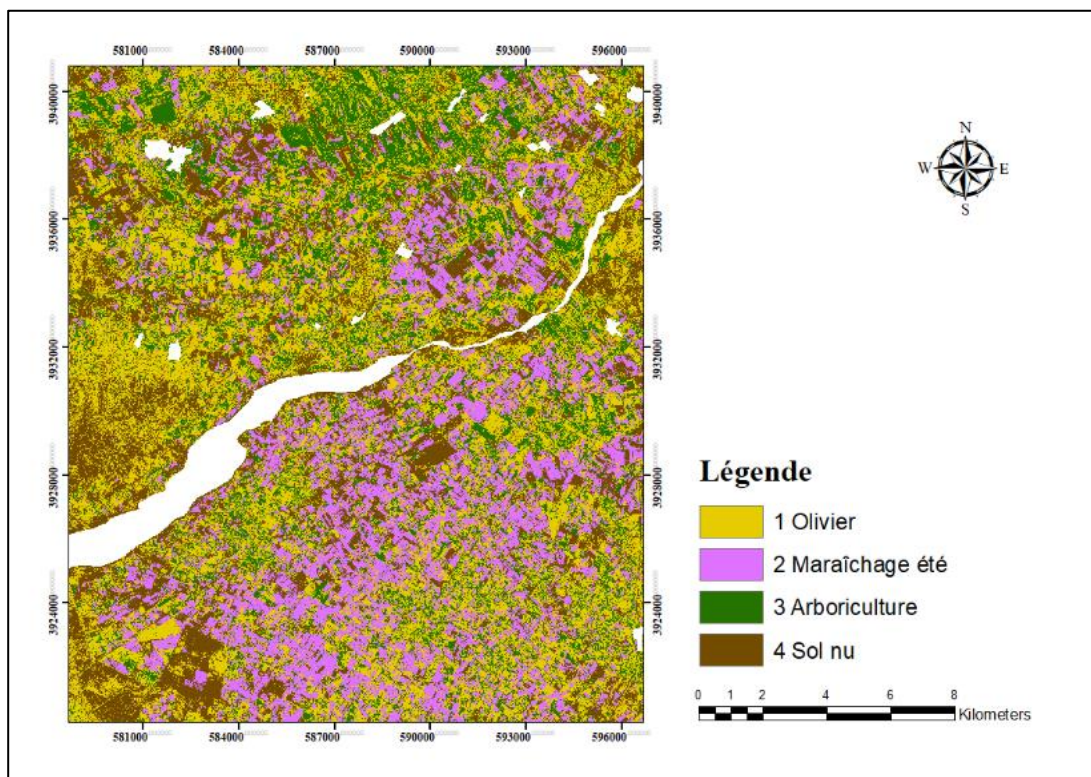 581000 584000 587000 590000 593000 596000
3940000 3940000
3936000 3936000
3932000 3932000
3928000 3928000
3924000 3924000
581000 584000 587000 590000 593000 596000
N
W E
S
Légende
1 Olivier
2 Maraîchage été
3 Arboriculture
4 Sol nu
0 1 2 4 6 8
Kilometers